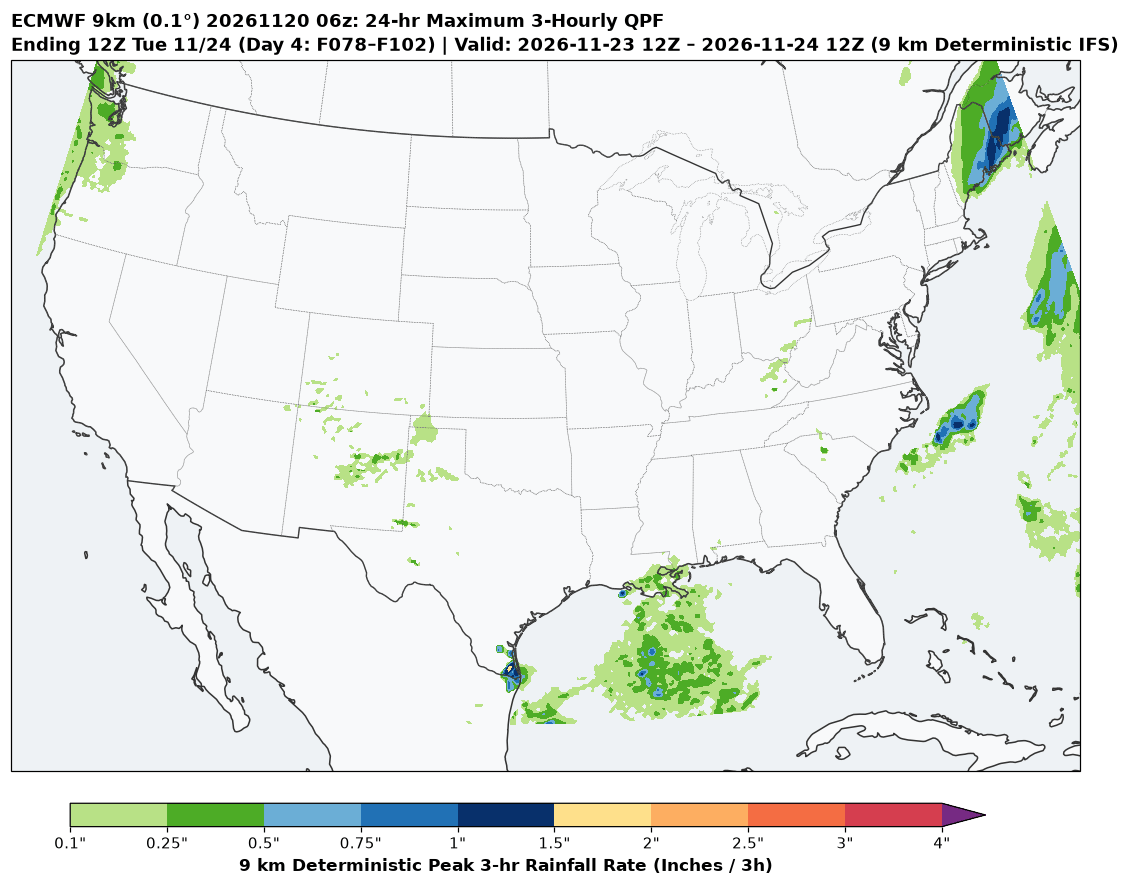 ECMWF 9km (0.1°) 20261120 06z: 24-hr Maximum 3-Hourly QPF
Ending 12Z Tue 11/24 (Day 4: F078–F102) | Valid: 2026-11-23 12Z – 2026-11-24 12Z (9 km Deterministic IFS)
0.1" 0.25" 0.5" 0.75" 1" 1.5" 2" 2.5" 3" 4"
9 km Deterministic Peak 3-hr Rainfall Rate (Inches / 3h)